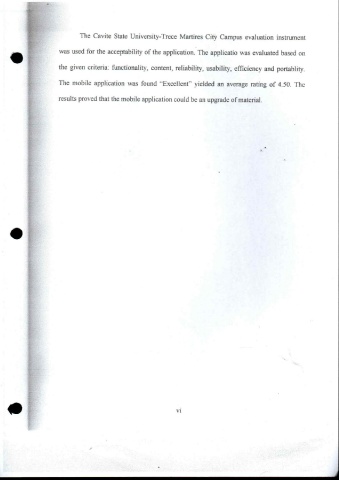 The Cavite State University-Trece Martires City Campus evaluation instrument
was used for the acceptability of the application. The applicatio was evaluated based on
the given criteria: functionality, content, reliability, usability, efficiency and portablity.
The mobile application was found "Excellent" yielded an average rating of 4.50. The
results proved that the mobile application could be an upgrade of material.
vi